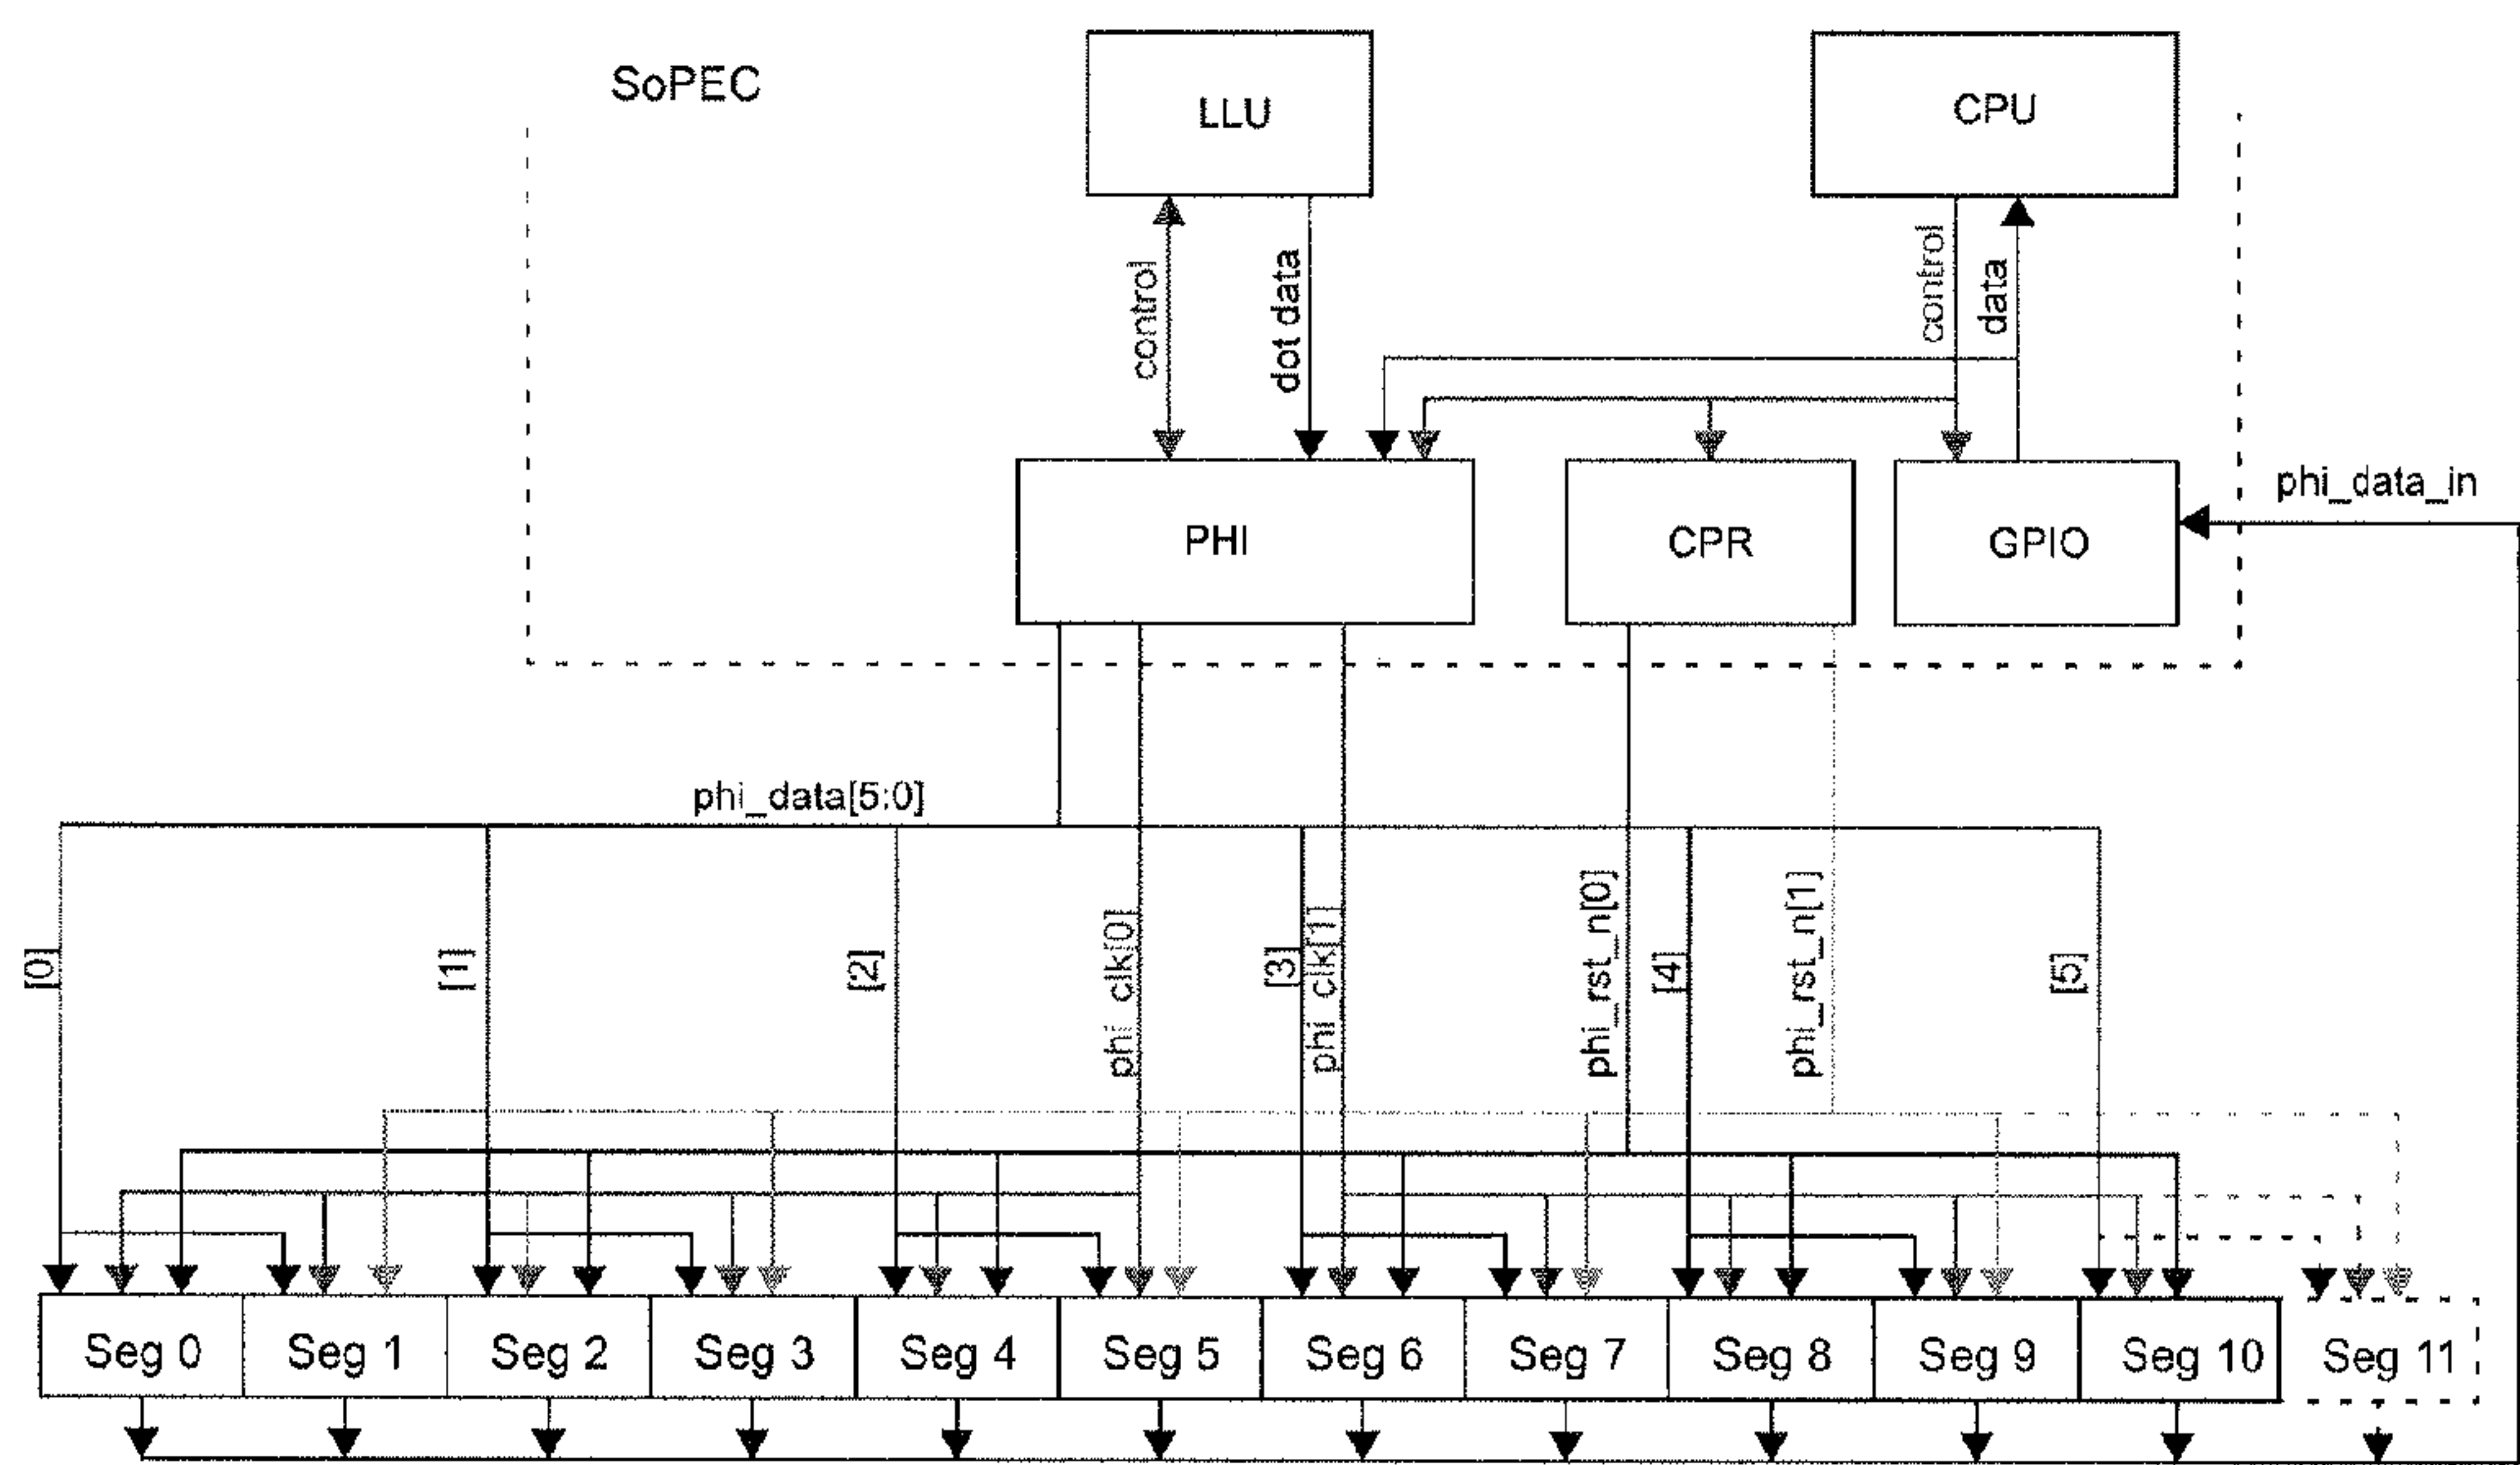 SoPEC
LLU
CPU
control
dot data
control
data
PHI
CPR
GPIO
phi_data_in
phi_data[5:0]
[0]
[1]
[2]
phi_clk[0]
[3]
phi_clk[1]
phi_rst_n[0]
[4]
phi_rst_n[1]
[5]
Seg 0
Seg 1
Seg 2
Seg 3
Seg 4
Seg 5
Seg 6
Seg 7
Seg 8
Seg 9
Seg 10
Seg 11